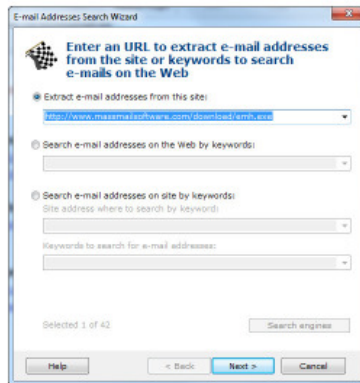 E-mail Addresses Search Wizard
Enter an URL to extract e-mail addresses
from the site or keywords to search
e-mails on the Web
Extract e-mail addresses from this site:
http://www.massmailsoftware.com/download/emh.exe
Search e-mail addresses on the Web by keywords:
Search e-mail addresses on site by keywords:
Site address where to search by keyword:
Keywords to search for e-mail addresses:
Selected 1 of 42
Search engines
Help
< Back
Next >
Cancel